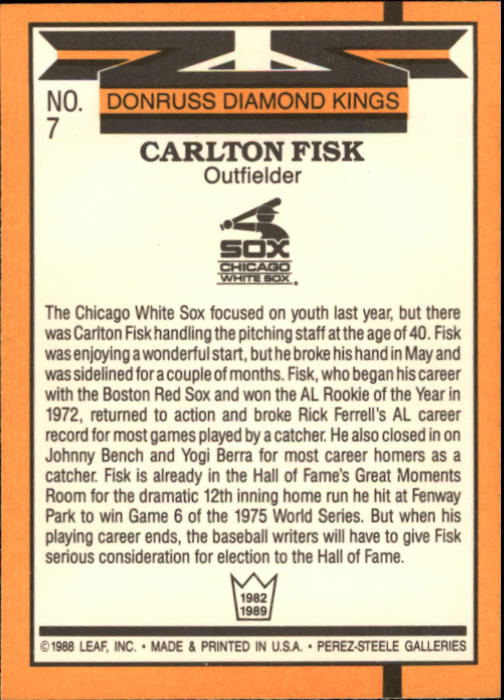 NO.
7
DONRUSS DIAMOND KINGS
CARLTON FISK
Outfielder
SOX
CHICAGO
WHITE SOX
The Chicago White Sox focused on youth last year, but there
was Carlton Fisk handling the pitching staff at the age of 40. Fisk
was enjoying a wonderful start, but he broke his hand in May and
was sidelined for a couple of months. Fisk, who began his career
with the Boston Red Sox and won the AL Rookie of the Year in
1972, returned to action and broke Rick Ferrell's AL career
record for most games played by a catcher. He also closed in on
Johnny Bench and Yogi Berra for most career homers as a
catcher. Fisk is already in the Hall of Fame's Great Moments
Room for the dramatic 12th inning home run he hit at Fenway
Park to win Game 6 of the 1975 World Series. But when his
playing career ends, the baseball writers will have to give Fisk
serious consideration for election to the Hall of Fame.
1982
1989
©1988 LEAF, INC. • MADE & PRINTED IN U.S.A. • PEREZ-STEELE GALLERIES